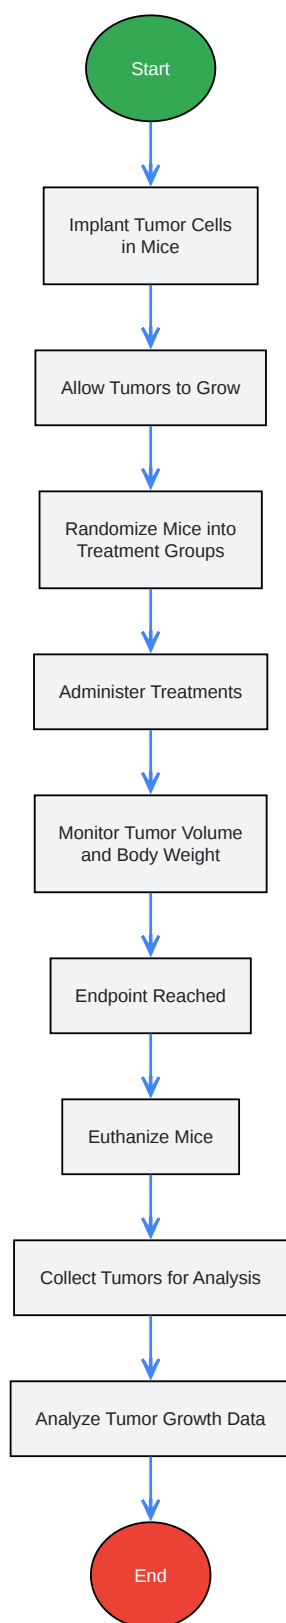 Start
Implant Tumor Cells
in Mice
Allow Tumors to Grow
Randomize Mice into
Treatment Groups
Administer Treatments
Monitor Tumor Volume
and Body Weight
Endpoint Reached
Euthanize Mice
Collect Tumors for Analysis
Analyze Tumor Growth Data
End